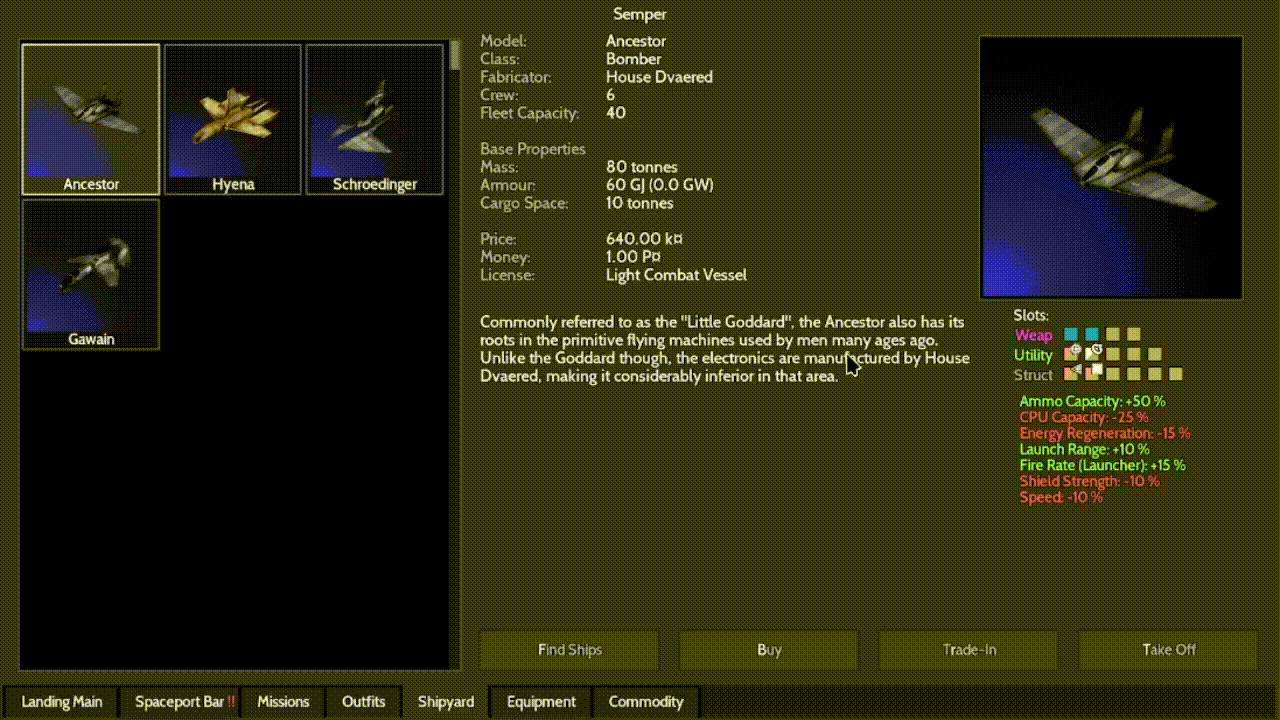 Semper
Ancestor
Hyena
Schroedinger
Gawain
Model: Ancestor
Class: Bomber
Fabricator: House Dvaered
Crew: 6
Fleet Capacity: 40
Base Properties
Mass: 80 tonnes
Armour: 60 GJ (0.0 GW)
Cargo Space: 10 tonnes
Price: 640.00 k¤
Money: 1.00 P¤
License: Light Combat Vessel
Commonly referred to as the "Little Goddard", the Ancestor also has its
roots in the primitive flying machines used by men many ages ago.
Unlike the Goddard though, the electronics are manufactured by House
Dvaered, making it considerably inferior in that area.
Slots:
Weap
Utility
Struct
Ammo Capacity: +50 %
CPU Capacity: -25 %
Energy Regeneration: -15 %
Launch Range: +10 %
Fire Rate (Launcher): +15 %
Shield Strength: -10 %
Speed: -10 %
Find Ships
Buy
Trade-In
Take Off
Landing Main
Spaceport Bar !!
Missions
Outfits
Shipyard
Equipment
Commodity